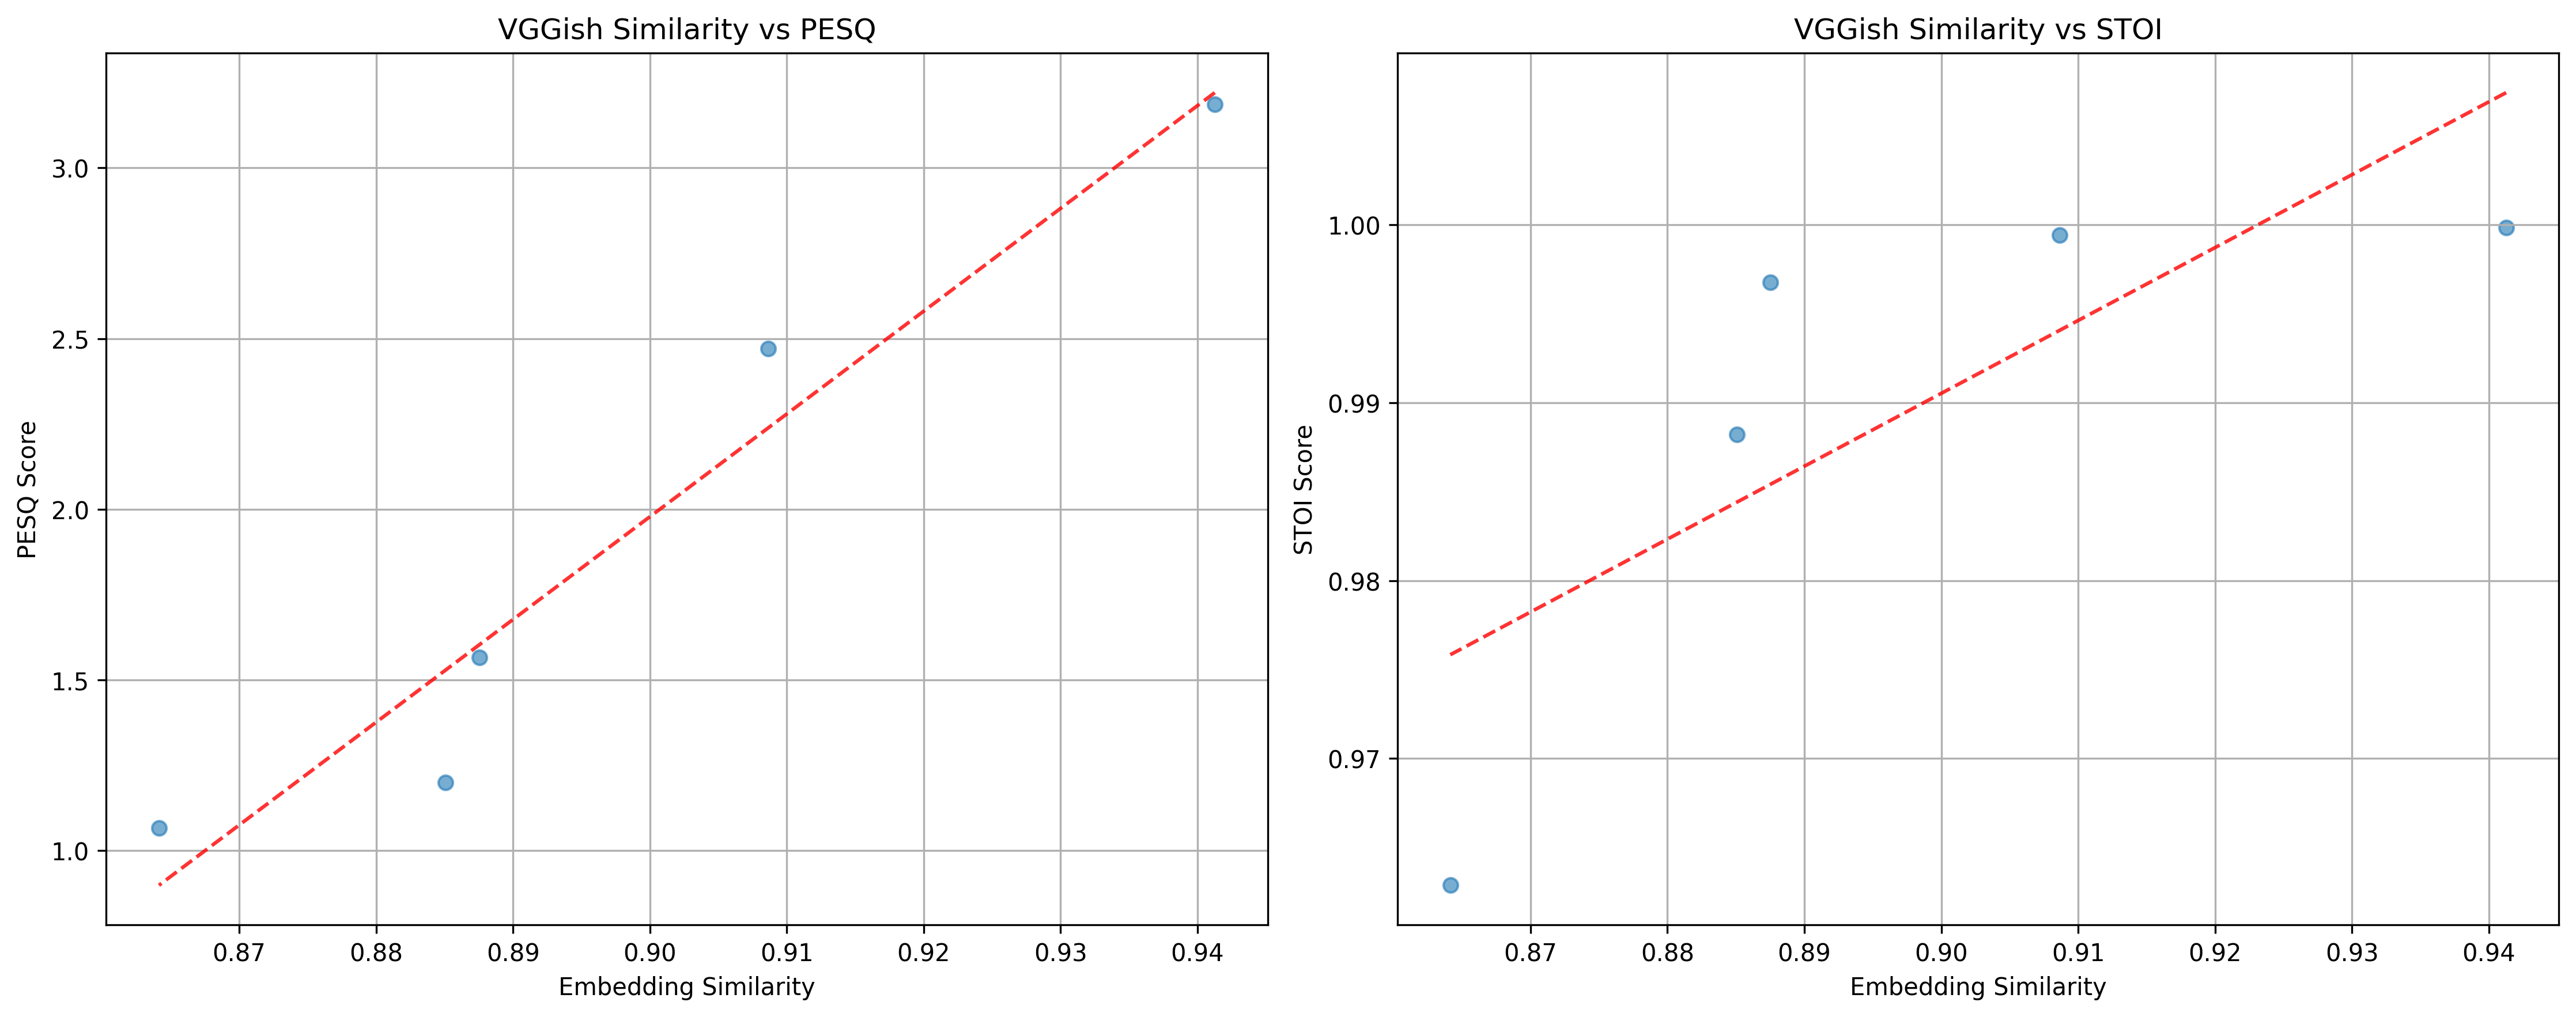 VGGish Similarity vs PESQ
PESQ Score
3.0
2.5
2.0
1.5
1.0
0.87 0.88 0.89 0.90 0.91 0.92 0.93 0.94
Embedding Similarity
VGGish Similarity vs STOI
STOI Score
1.00
0.99
0.98
0.97
0.87 0.88 0.89 0.90 0.91 0.92 0.93 0.94
Embedding Similarity